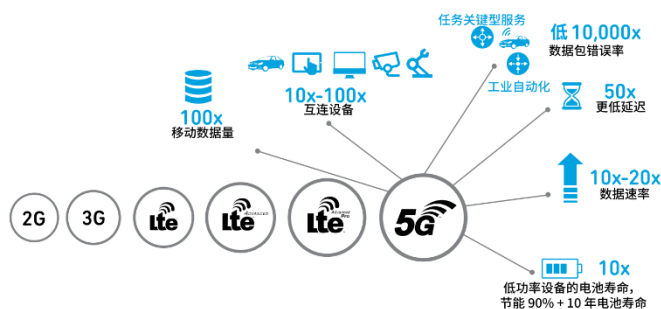 任务关键型服务
低 10,000x
数据包错误率
工业自动化
10x-100x
互连设备
100x
移动数据量
50x
更低延迟
10x-20x
数据速率
2G
3G
lte
lte ADVANCED
lte Advanced Pro
5G
10x
低功率设备的电池寿命，
节能 90% + 10 年电池寿命